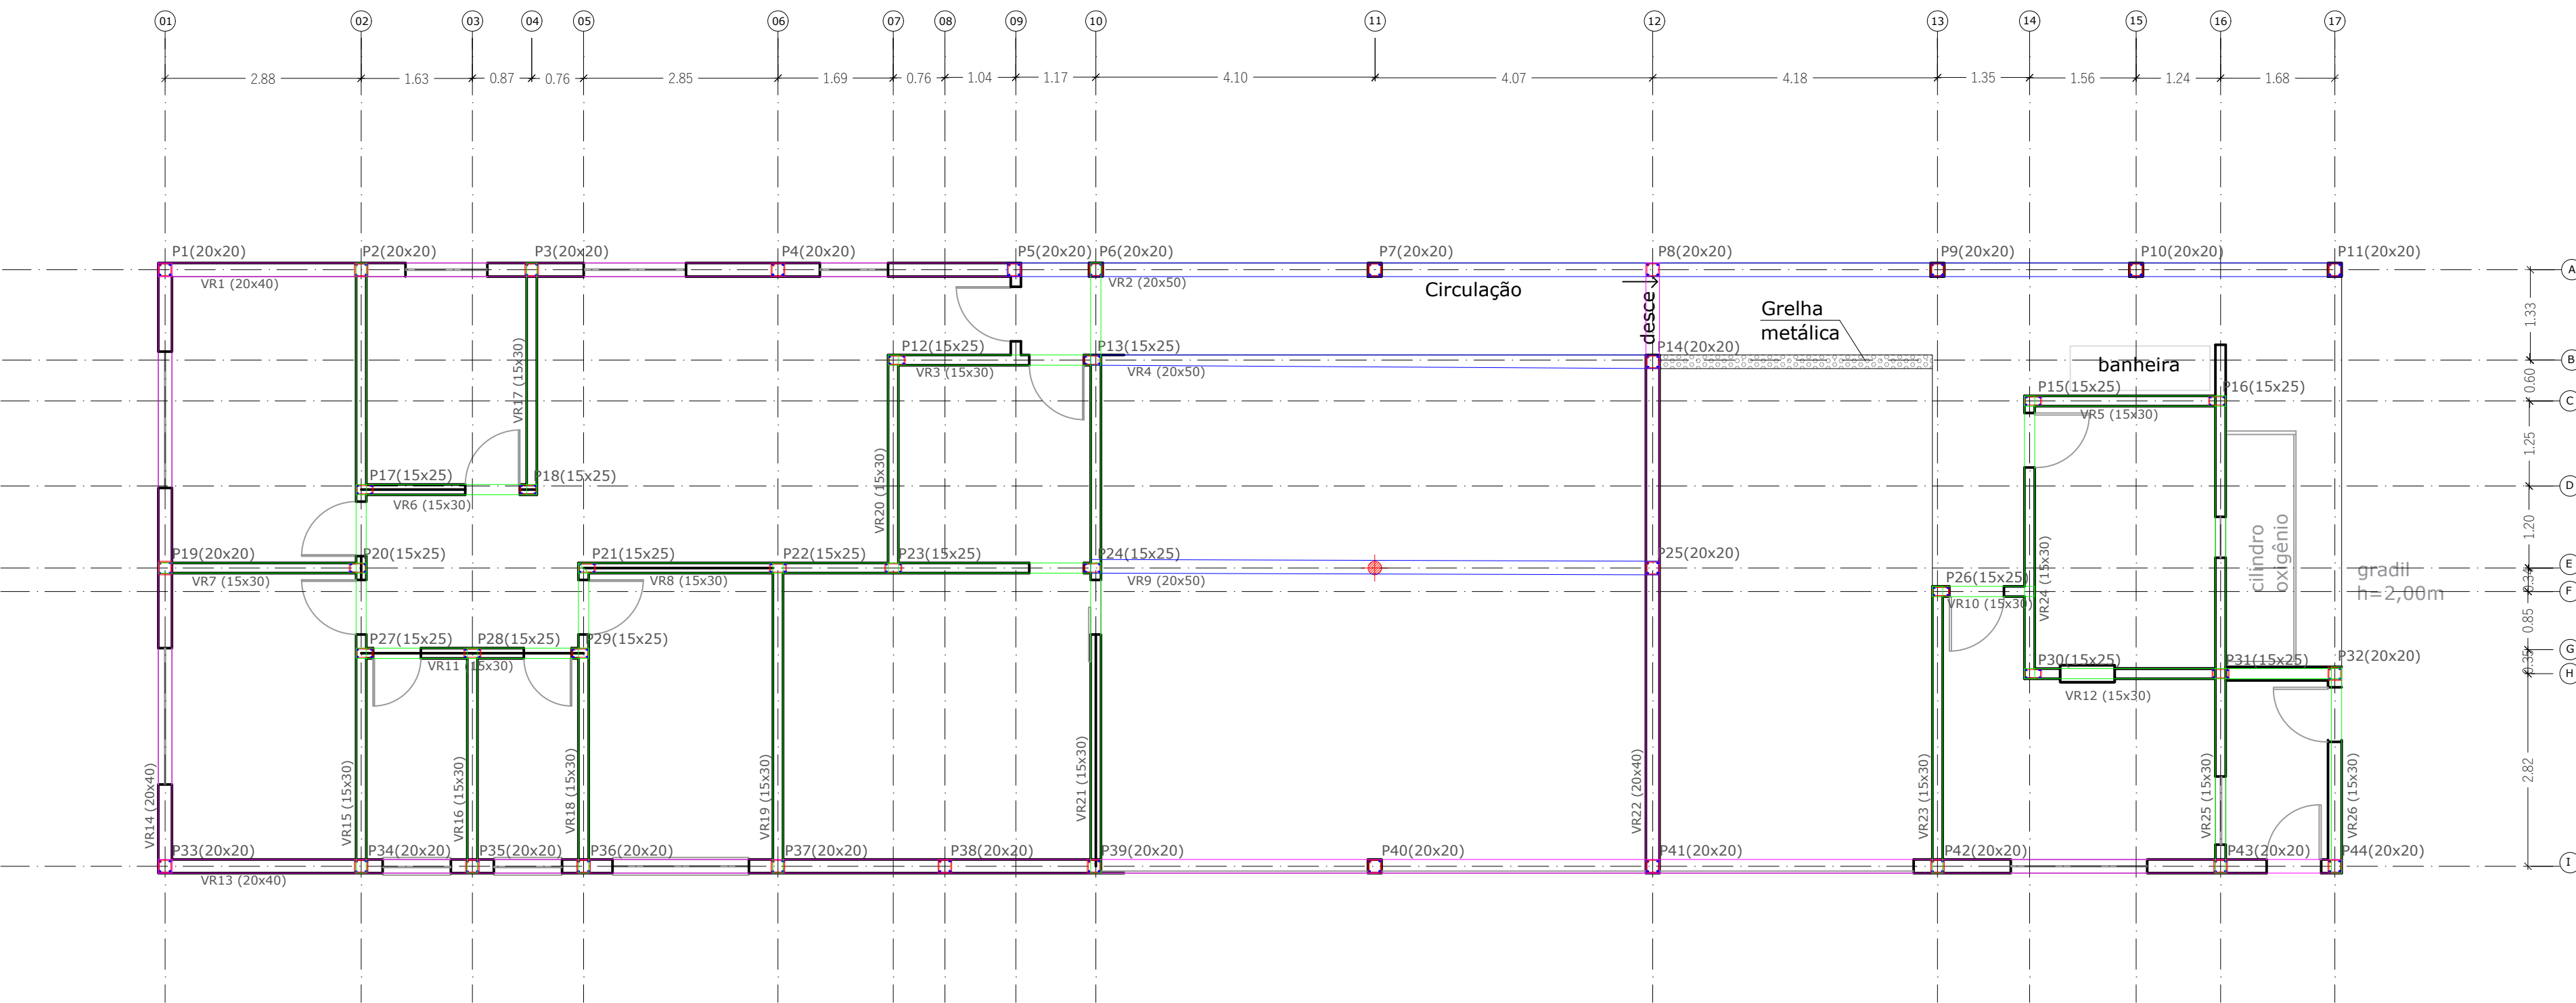 01 02 03 04 05 06 07 08 09 10 11 12 13 14 15 16 17
2.88 1.63 0.87 0.76 2.85 1.69 0.76 1.04 1.17 4.10 4.07 4.18 1.35 1.56 1.24 1.68
P1(20x20) P2(20x20) P3(20x20) P4(20x20) P5(20x20) P6(20x20) P7(20x20) P8(20x20) P9(20x20) P10(20x20) P11(20x20)
A
VR1 (20x40) VR2 (20x50)
Circulação
desce
Grelha
metálica
1.33
P12(15x25) P13(15x25) P14(20x20)
B
VR3 (15x30) VR4 (20x50)
banheira
0.60
P15(15x25) P16(15x25)
C
VR5 (15x30)
VR17 (15x30)
1.25
P17(15x25) P18(15x25)
D
VR6 (15x30)
VR20 (15x30)
1.20
P19(20x20) P20(15x25) P21(15x25) P22(15x25) P23(15x25) P24(15x25) P25(20x20)
E
VR7 (15x30) VR8 (15x30) VR9 (20x50)
cilindro
oxigênio
gradil
h=2,00m
0.34
P26(15x25)
F
VR10 (15x30)
VR24 (15x30)
0.85
P27(15x25) P28(15x25) P29(15x25)
G
VR11 (15x30)
0.35
P30(15x25) P31(15x25) P32(20x20)
H
VR12 (15x30)
2.82
VR14 (20x40) VR15 (15x30) VR16 (15x30) VR18 (15x30) VR19 (15x30) VR21 (15x30) VR22 (20x40) VR23 (15x30) VR25 (15x30) VR26 (15x30)
P33(20x20) P34(20x20) P35(20x20) P36(20x20) P37(20x20) P38(20x20) P39(20x20) P40(20x20) P41(20x20) P42(20x20) P43(20x20) P44(20x20)
I
VR13 (20x40)